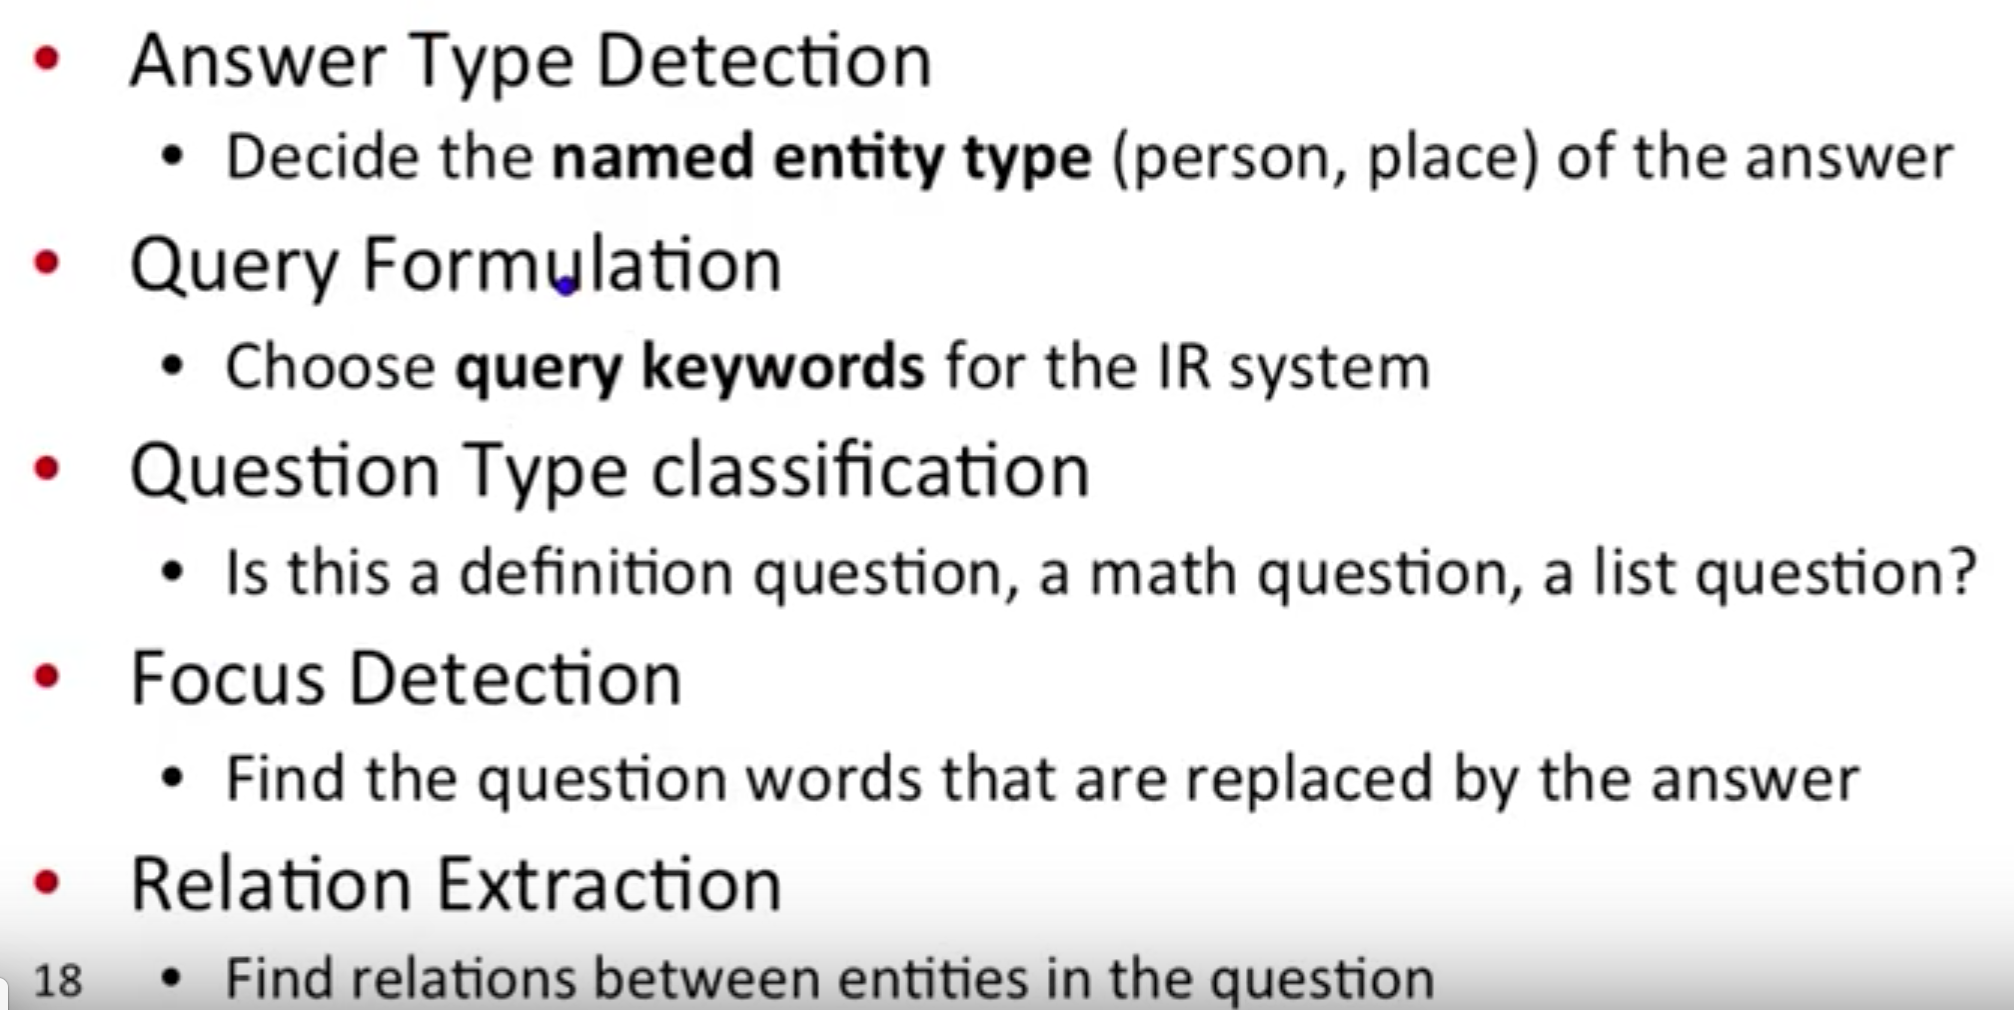 • Answer Type Detection
• Decide the named entity type (person, place) of the answer
• Query Formulation
• Choose query keywords for the IR system
• Question Type classification
• Is this a definition question, a math question, a list question?
• Focus Detection
• Find the question words that are replaced by the answer
• Relation Extraction
18 • Find relations between entities in the question